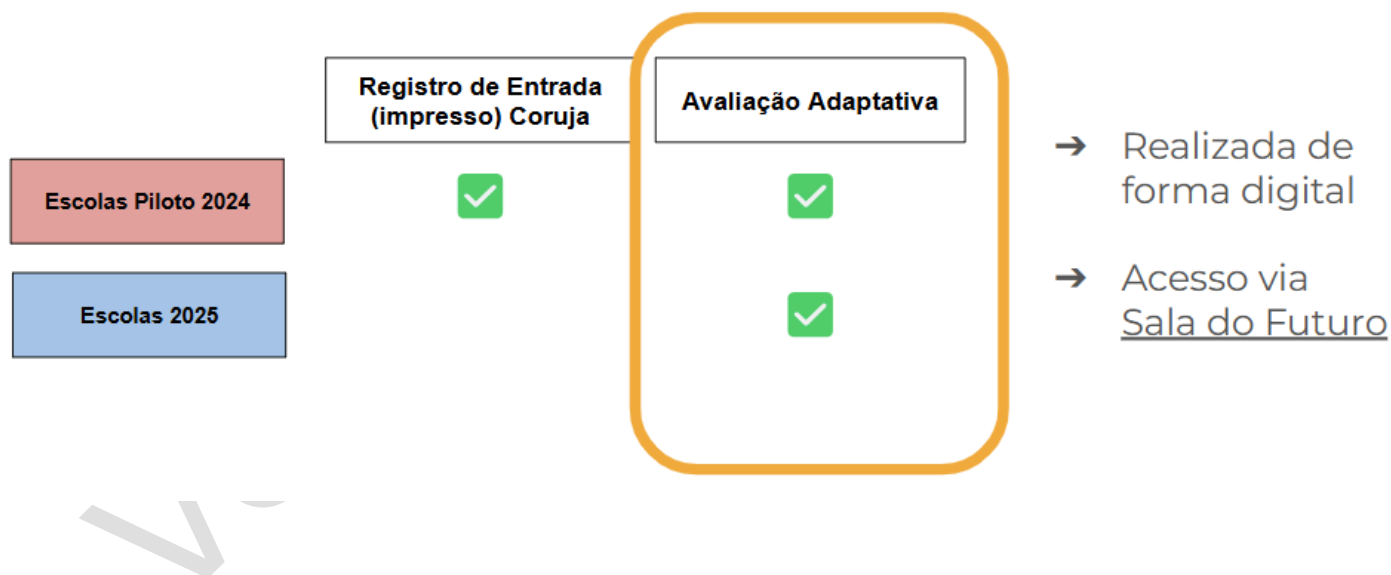 Registro de Entrada
(impresso) Coruja
Avaliação Adaptativa
Escolas Piloto 2024
Escolas 2025
➔ Realizada de
forma digital
➔ Acesso via
Sala do Futuro